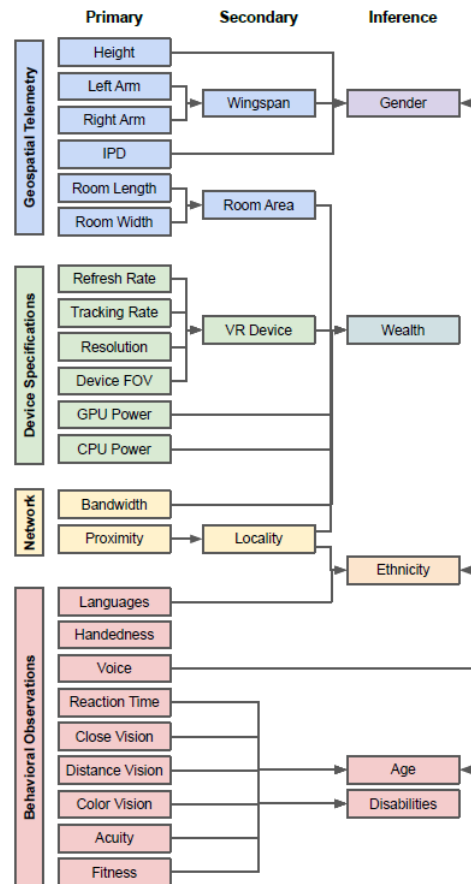 Primary
Secondary
Inference
Geospatial Telemetry
Height
Left Arm
Right Arm
Wingspan
Gender
IPD
Room Length
Room Width
Room Area
Device Specifications
Refresh Rate
Tracking Rate
Resolution
Device FOV
VR Device
Wealth
GPU Power
CPU Power
Network
Bandwidth
Proximity
Locality
Ethnicity
Behavioral Observations
Languages
Handedness
Voice
Reaction Time
Close Vision
Distance Vision
Age
Color Vision
Disabilities
Acuity
Fitness